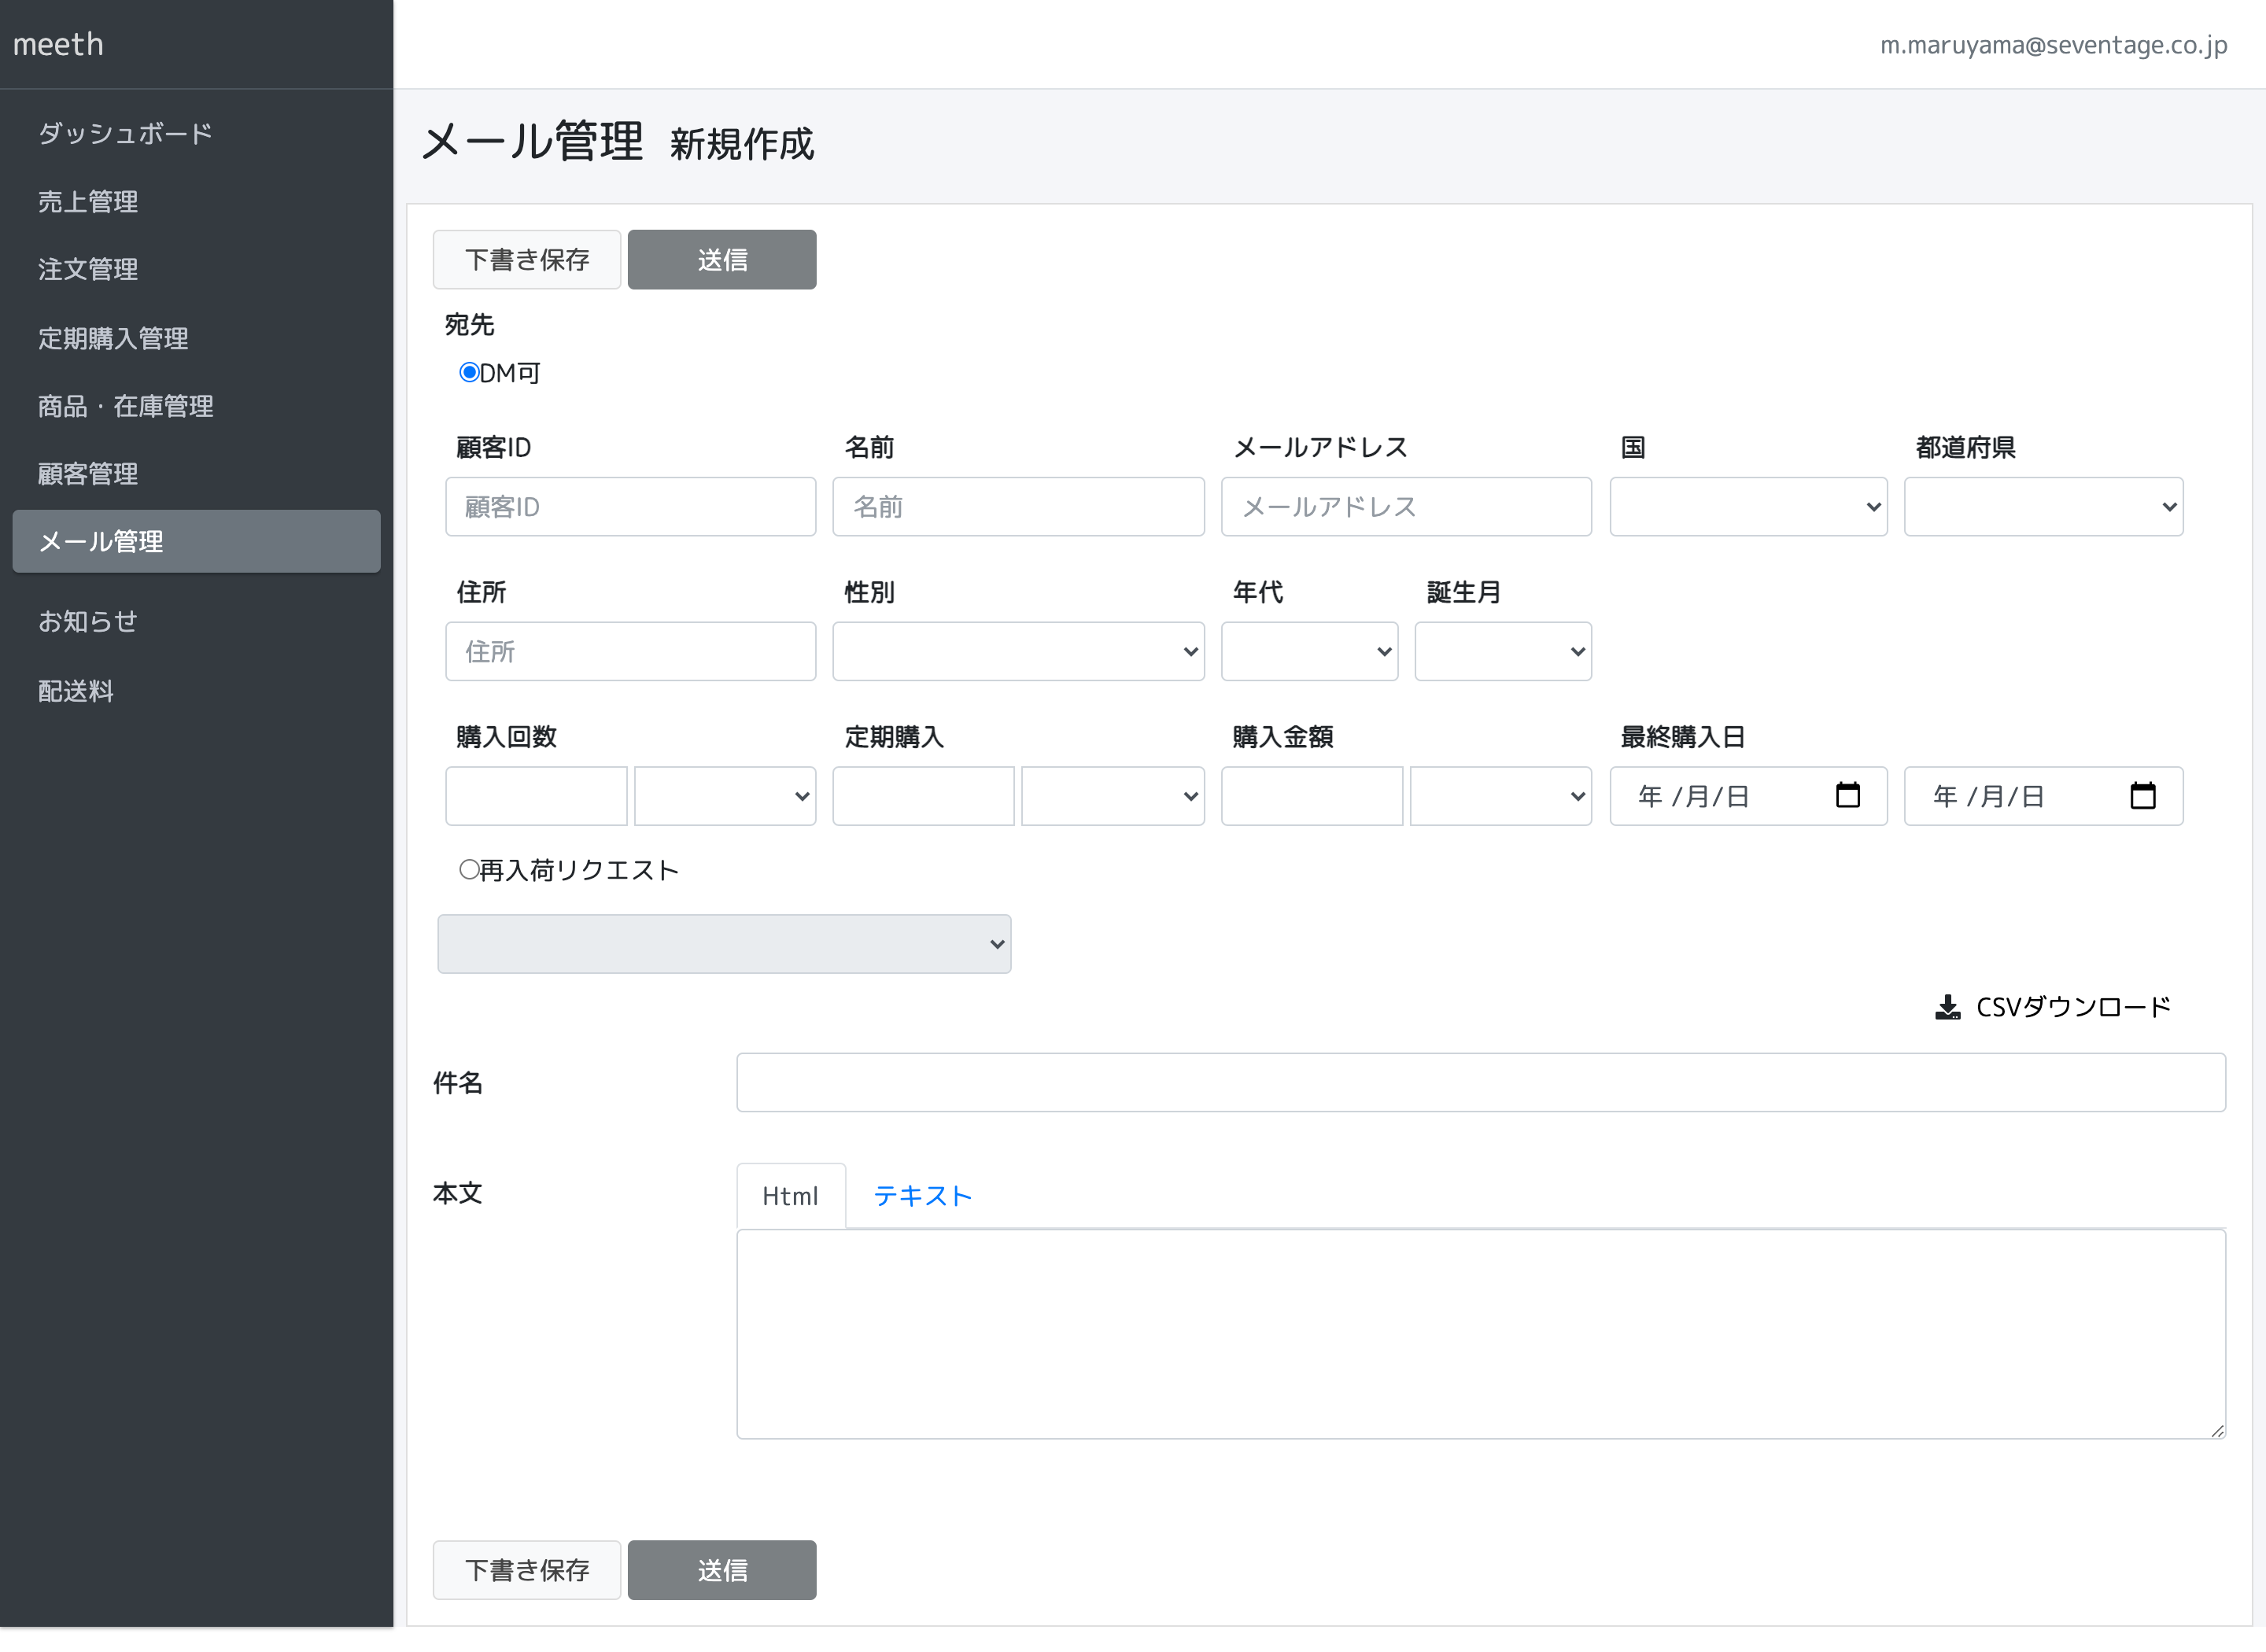 meeth
m.maruyama@seventage.co.jp
ダッシュボード
売上管理
注文管理
定期購入管理
商品・在庫管理
顧客管理
メール管理
お知らせ
配送料
メール管理 新規作成
下書き保存 送信
宛先
DM可
顧客ID 名前 メールアドレス 国 都道府県
顧客ID 名前 メールアドレス
住所 性別 年代 誕生月
住所
購入回数 定期購入 購入金額 最終購入日
年 /月/日 年 /月/日
再入荷リクエスト
CSVダウンロード
件名
本文 Html テキスト
下書き保存 送信